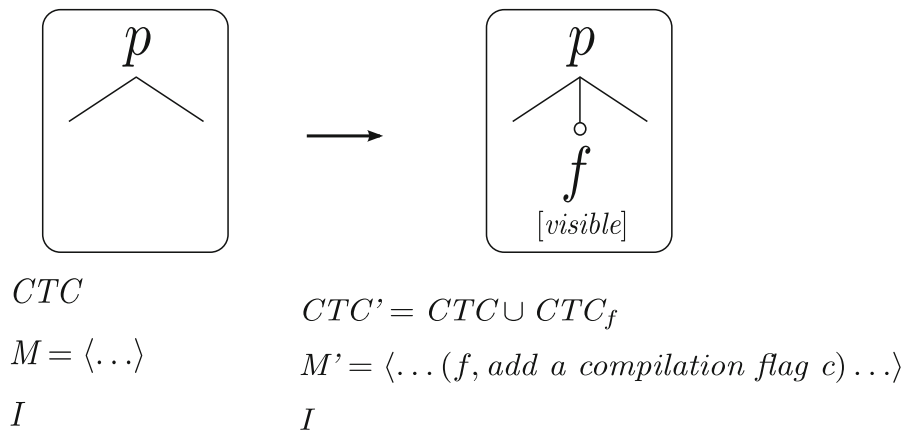 p
CTC
M = ⟨...⟩
I
p
f
[visible]
CTC' = CTC ∪ CTC_f
M' = ⟨... (f, add a compilation flag c) ...⟩
I